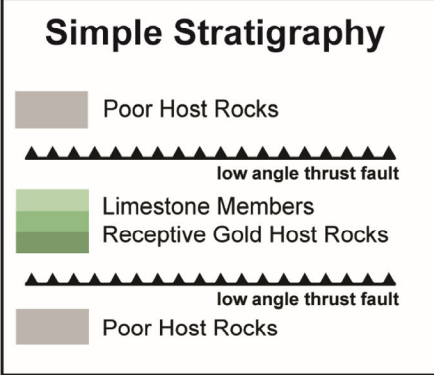 Simple Stratigraphy
Poor Host Rocks
low angle thrust fault
Limestone Members
Receptive Gold Host Rocks
low angle thrust fault
Poor Host Rocks